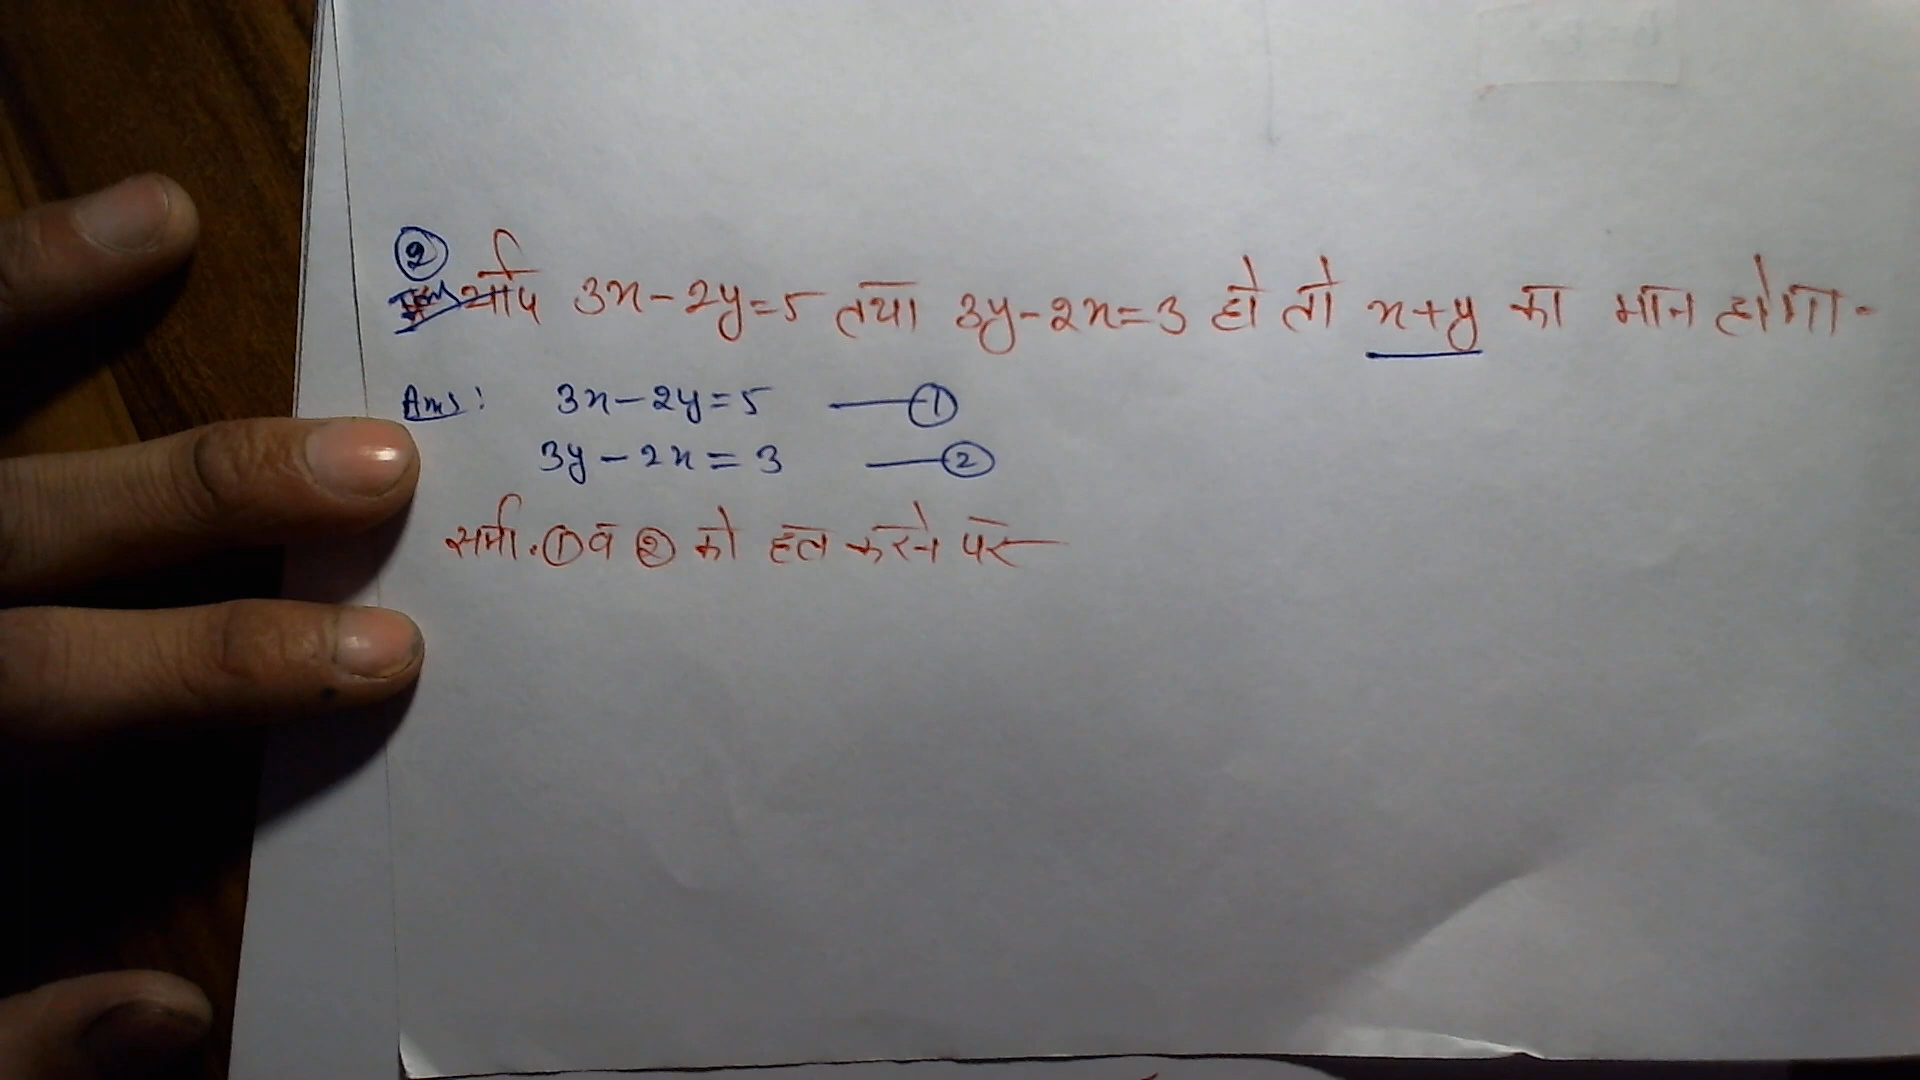 ②
यदि 3x-2y=5 तथा 3y-2x=3 हो तो x+y का मान होगा-
Ans: 3x-2y=5 —①
3y-2x=3 —②
समी.①व ② को हल करने पर